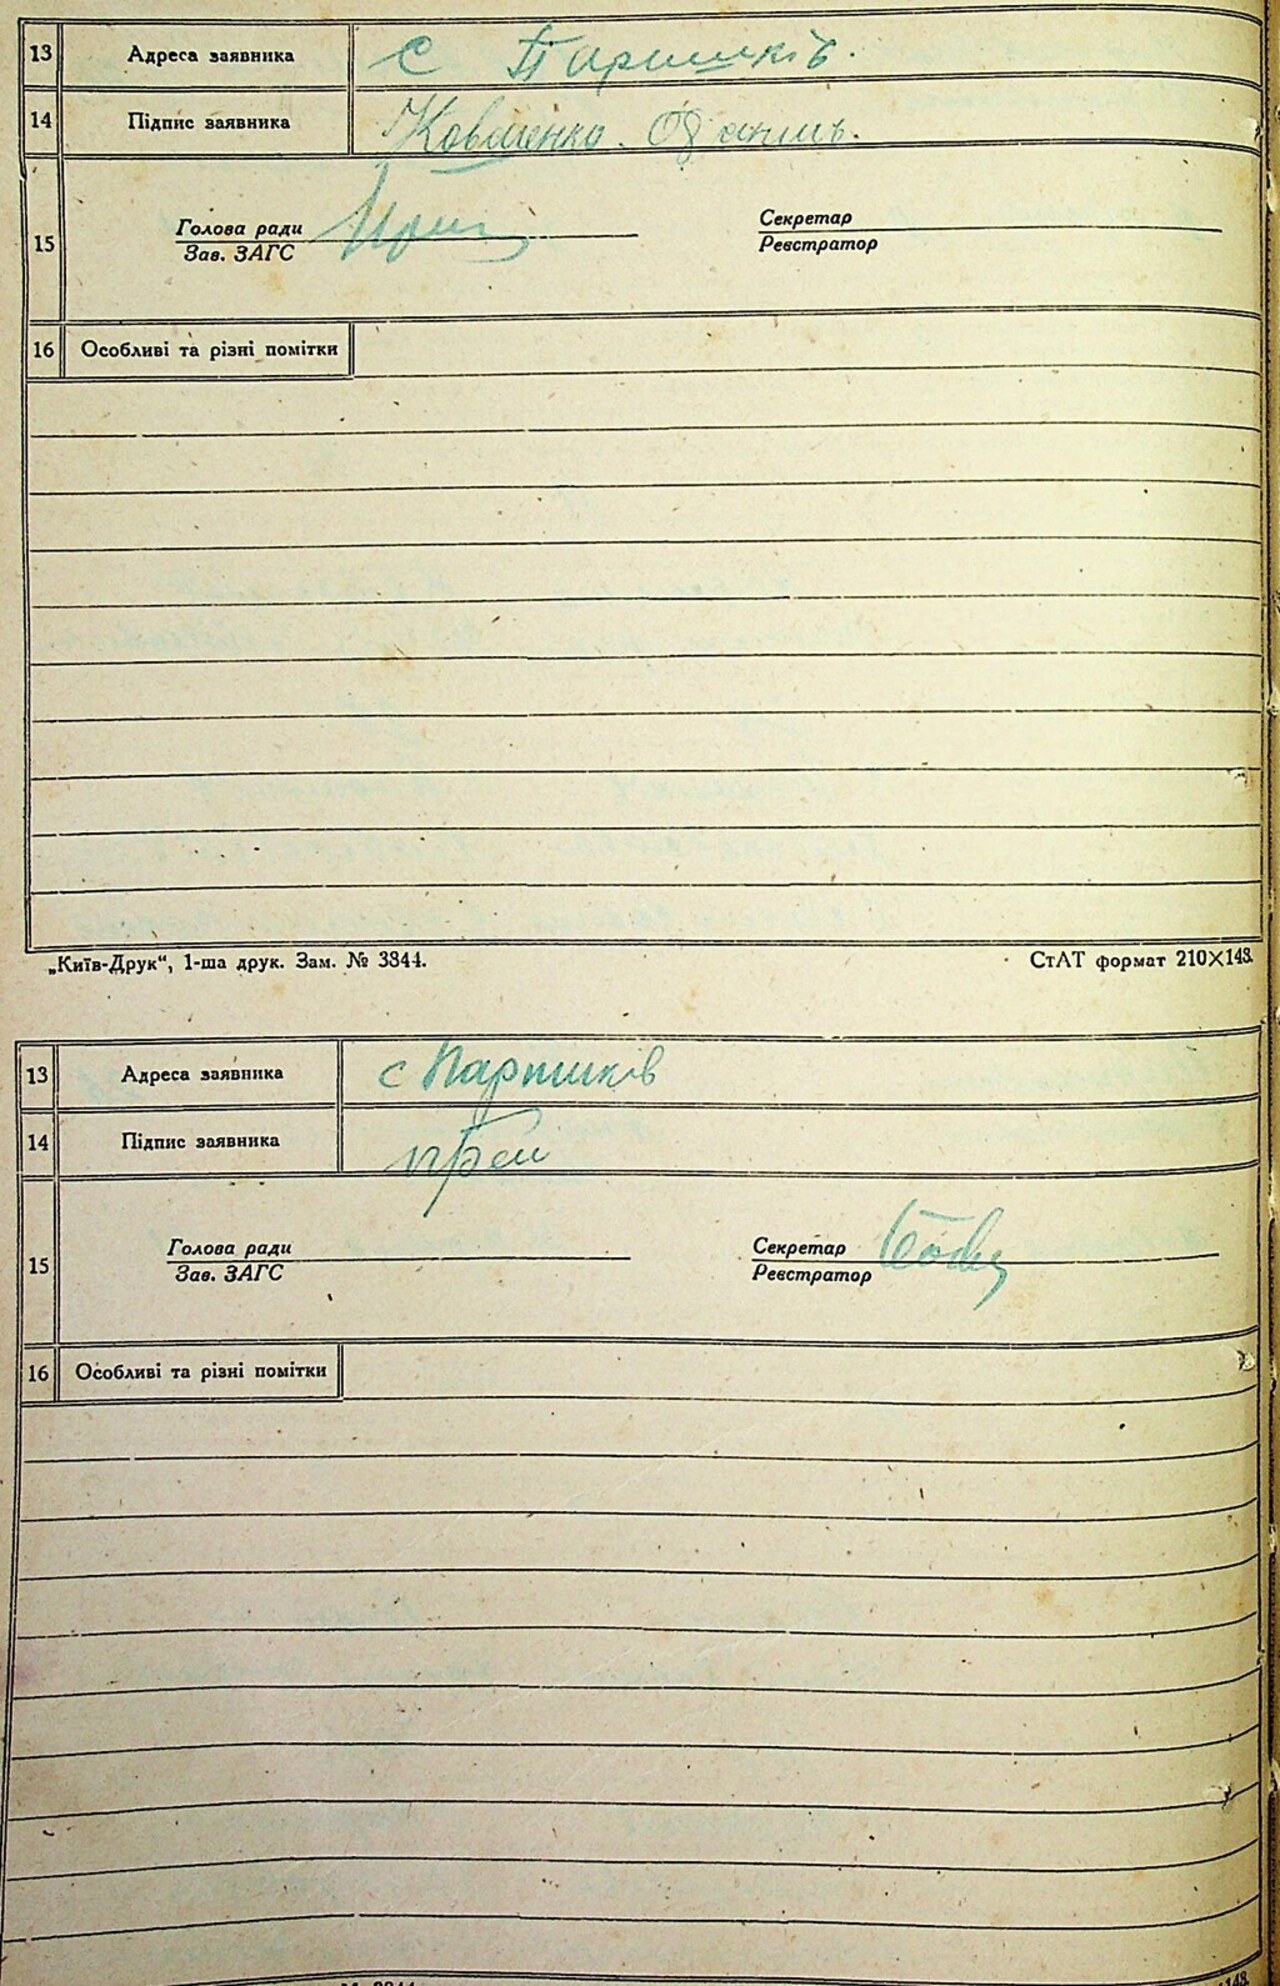 13 Адреса заявника с Паришків.
14 Підпис заявника Коваленко.
15 Голова ради Секретар
Зав. ЗАГС Реєстратор
16 Особливі та різні помітки
„Київ-Друк“, 1-ша друк. Зам. № 3844. СтАТ формат 210×148.
13 Адреса заявника с Паришків
14 Підпис заявника
15 Голова ради Секретар
Зав. ЗАГС Реєстратор
16 Особливі та різні помітки